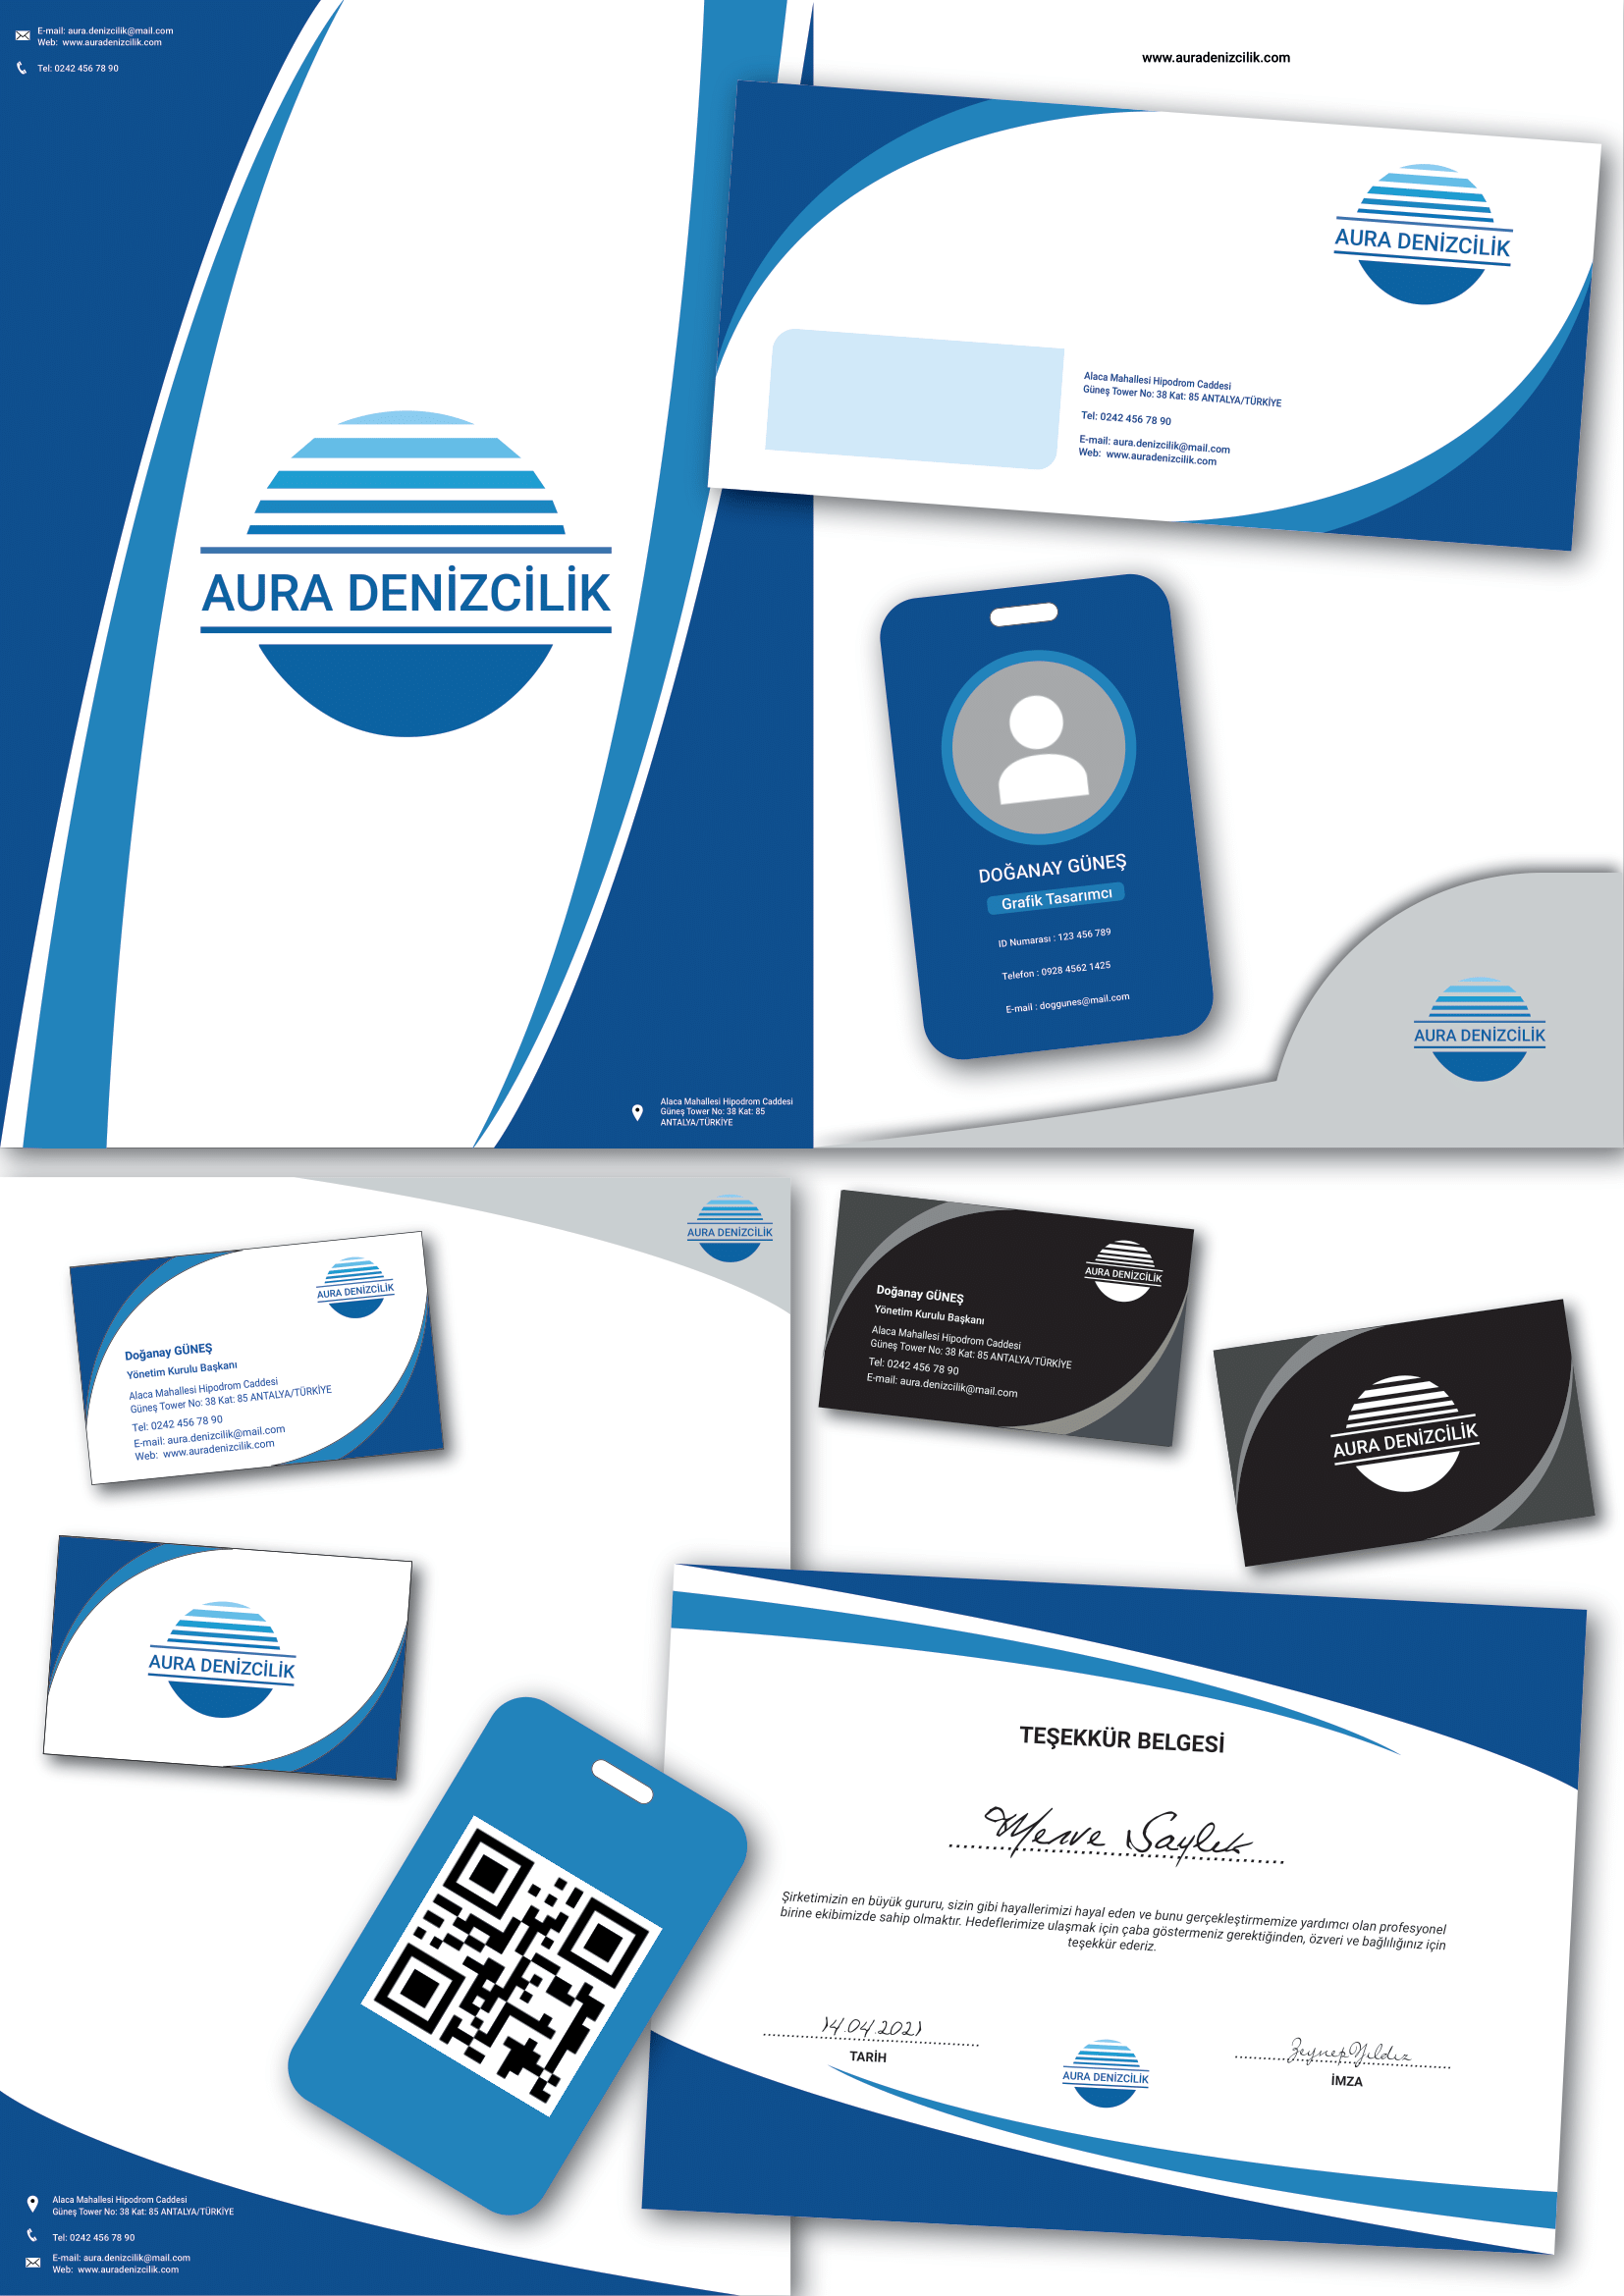 E-mail: aura.denizcilik@mail.com
Web: www.auradenizcilik.com
Tel: 0242 456 78 90
AURA DENİZCİLİK
Alaca Mahallesi Hipodrom Caddesi
Güneş Tower No: 38 Kat: 85
ANTALYA/TÜRKİYE
www.auradenizcilik.com
AURA DENİZCİLİK
Alaca Mahallesi Hipodrom Caddesi
Güneş Tower No: 38 Kat: 85 ANTALYA/TÜRKİYE
Tel: 0242 456 78 90
E-mail: aura.denizcilik@mail.com
Web: www.auradenizcilik.com
DOĞANAY GÜNEŞ
Grafik Tasarımcı
ID Numarası : 123 456 789
Telefon : 0928 4562 1425
E-mail : doggunes@mail.com
AURA DENİZCİLİK
AURA DENİZCİLİK
AURA DENİZCİLİK
Doğanay GÜNEŞ
Yönetim Kurulu Başkanı
Alaca Mahallesi Hipodrom Caddesi
Güneş Tower No: 38 Kat: 85 ANTALYA/TÜRKİYE
Tel: 0242 456 78 90
E-mail: aura.denizcilik@mail.com
Web: www.auradenizcilik.com
AURA DENİZCİLİK
Doğanay GÜNEŞ
Yönetim Kurulu Başkanı
Alaca Mahallesi Hipodrom Caddesi
Güneş Tower No: 38 Kat: 85 ANTALYA/TÜRKİYE
Tel: 0242 456 78 90
E-mail: aura.denizcilik@mail.com
AURA DENİZCİLİK
AURA DENİZCİLİK
TEŞEKKÜR BELGESİ
Merve Saylık
Şirketimizin en büyük gururu, sizin gibi hayallerimizi hayal eden ve bunu gerçekleştirmemize yardımcı olan profesyonel
birine ekibimizde sahip olmaktır. Hedeflerimize ulaşmak için çaba göstermeniz gerektiğinden, özveri ve bağlılığınız için
teşekkür ederiz.
14.04.2021
TARİH
AURA DENİZCİLİK
Zeynep Yıldız
İMZA
Alaca Mahallesi Hipodrom Caddesi
Güneş Tower No: 38 Kat: 85 ANTALYA/TÜRKİYE
Tel: 0242 456 78 90
E-mail: aura.denizcilik@mail.com
Web: www.auradenizcilik.com